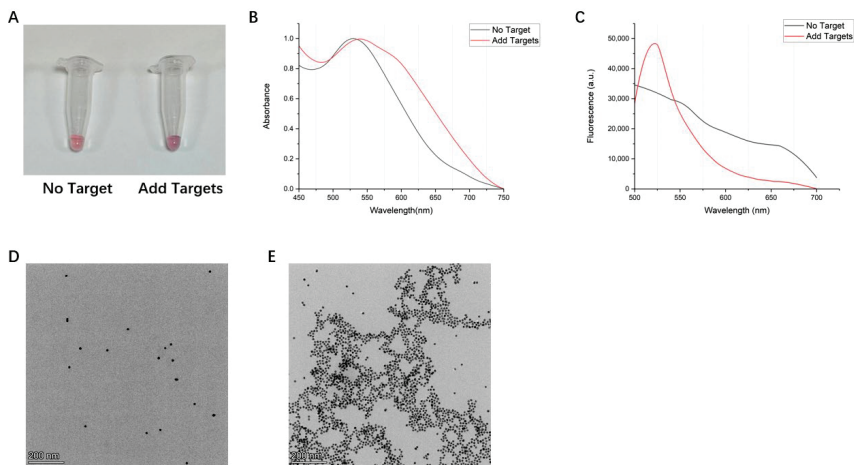 A
No Target
Add Targets
B
No Target
Add Targets
Absorbance
1.0
0.8
0.6
0.4
0.2
0.0
450
500
550
600
650
700
750
Wavelength(nm)
C
No Target
Add Targets
Fluorescence (a.u.)
50,000
40,000
30,000
20,000
10,000
0
500
550
600
650
700
Wavelength (nm)
D
200 nm
E
200 nm